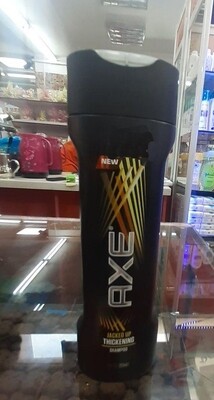 NEW
AXE
JACKED UP
THICKENING
SHAMPOO